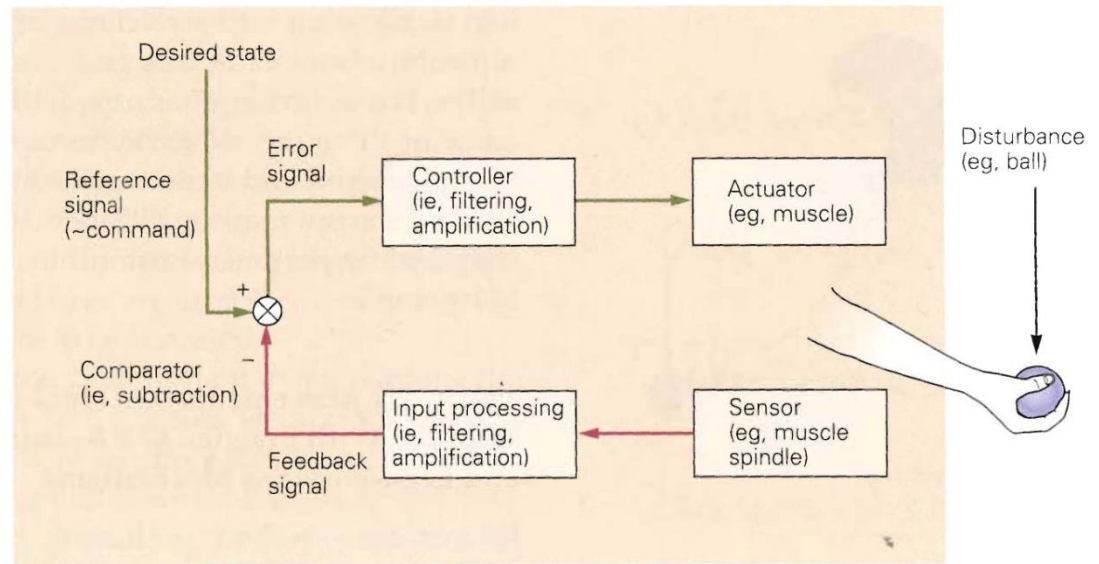 Desired state
Reference
signal
(~command)
Error
signal
Controller
(ie, filtering,
amplification)
Actuator
(eg, muscle)
Disturbance
(eg, ball)
+
−
Comparator
(ie, subtraction)
Feedback
signal
Input processing
(ie, filtering,
amplification)
Sensor
(eg, muscle
spindle)